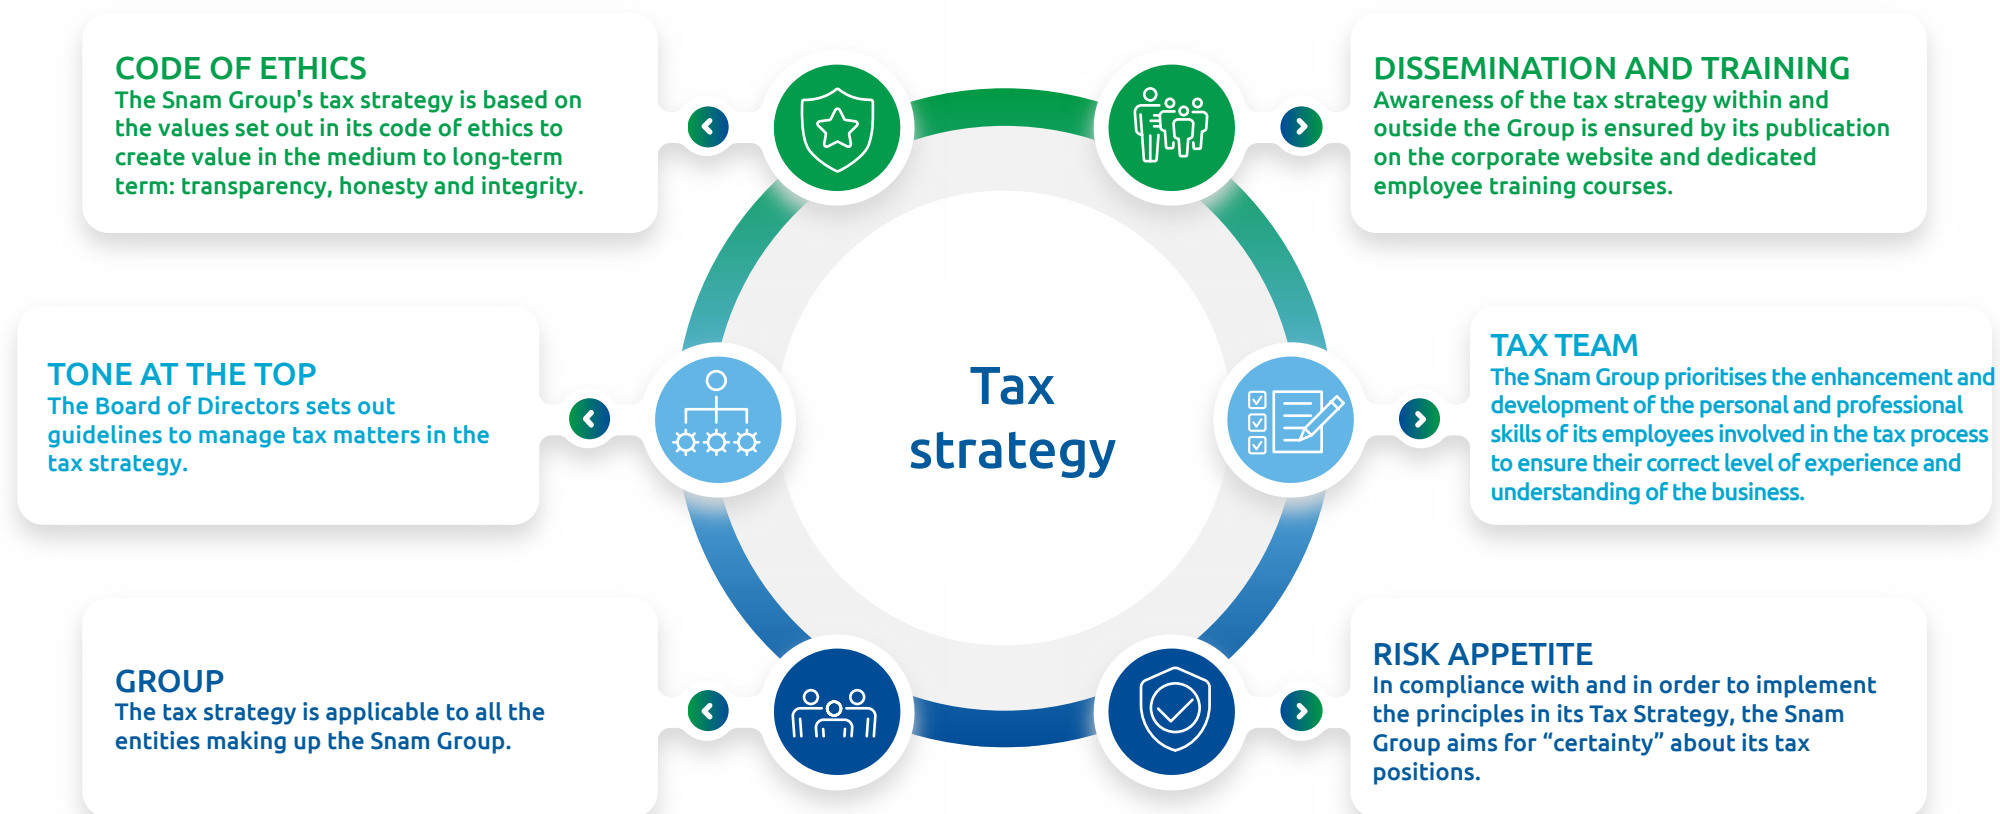 CODE OF ETHICS
The Snam Group's tax strategy is based on
the values set out in its code of ethics to
create value in the medium to long-term
term: transparency, honesty and integrity.
DISSEMINATION AND TRAINING
Awareness of the tax strategy within and
outside the Group is ensured by its publication
on the corporate website and dedicated
employee training courses.
TONE AT THE TOP
The Board of Directors sets out
guidelines to manage tax matters in the
tax strategy.
Tax
strategy
TAX TEAM
The Snam Group prioritises the enhancement and
development of the personal and professional
skills of its employees involved in the tax process
to ensure their correct level of experience and
understanding of the business.
GROUP
The tax strategy is applicable to all the
entities making up the Snam Group.
RISK APPETITE
In compliance with and in order to implement
the principles in its Tax Strategy, the Snam
Group aims for “certainty” about its tax
positions.